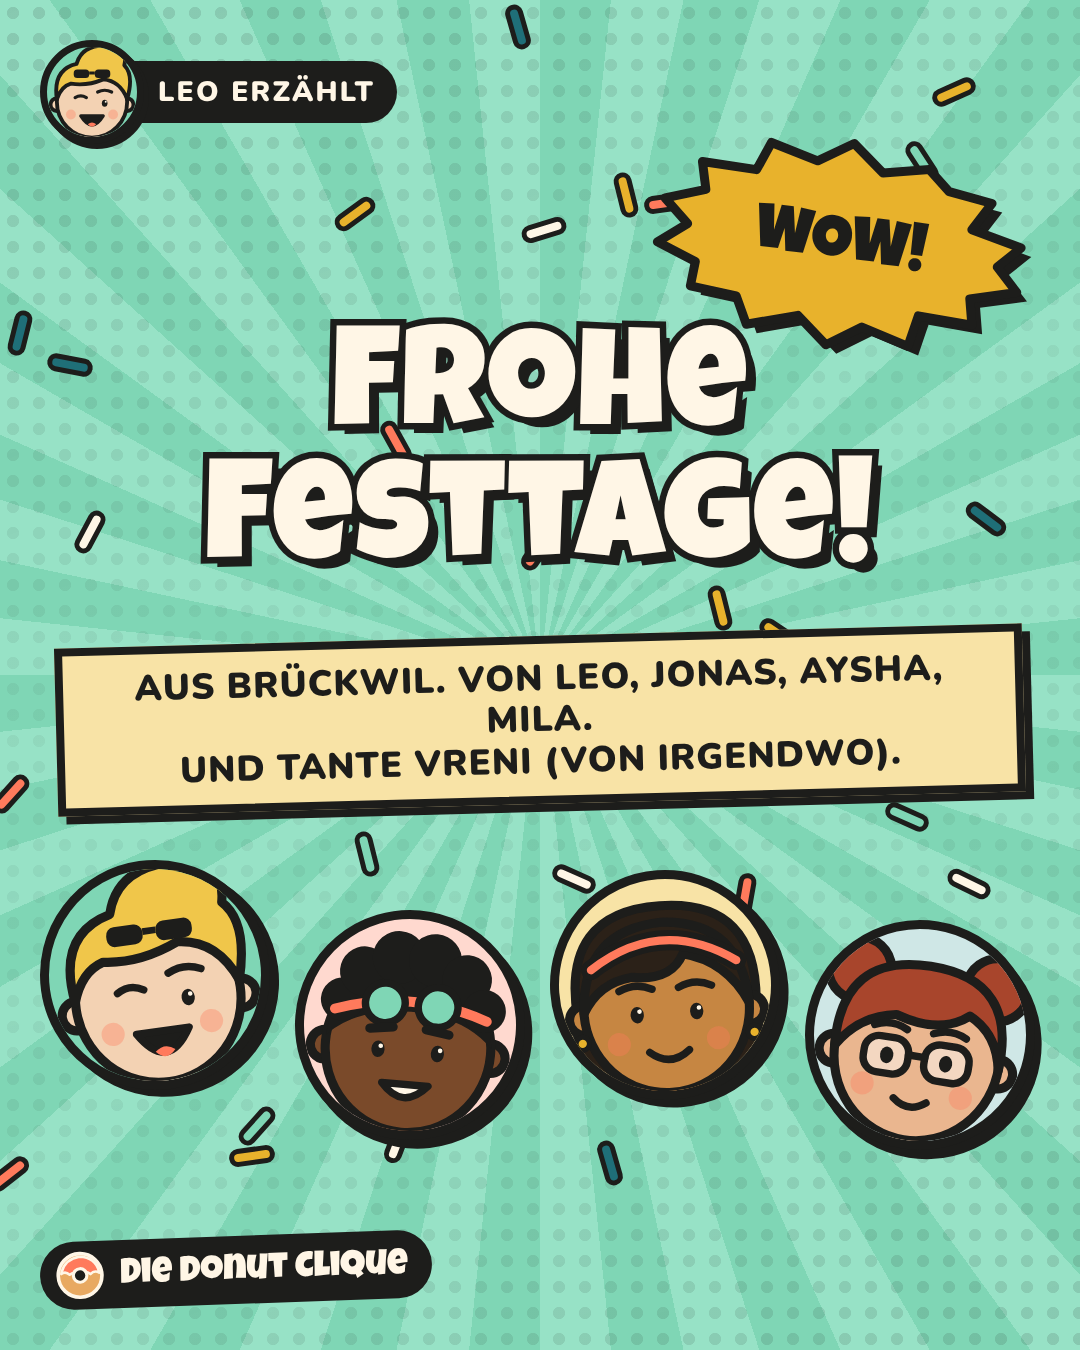 LEO ERZÄHLT
WOW!
FROHE
FESTTAGE!
AUS BRÜCKWIL. VON LEO, JONAS, AYSHA,
MILA.
UND TANTE VRENI (VON IRGENDWO).
DIE DONUT CLIQUE